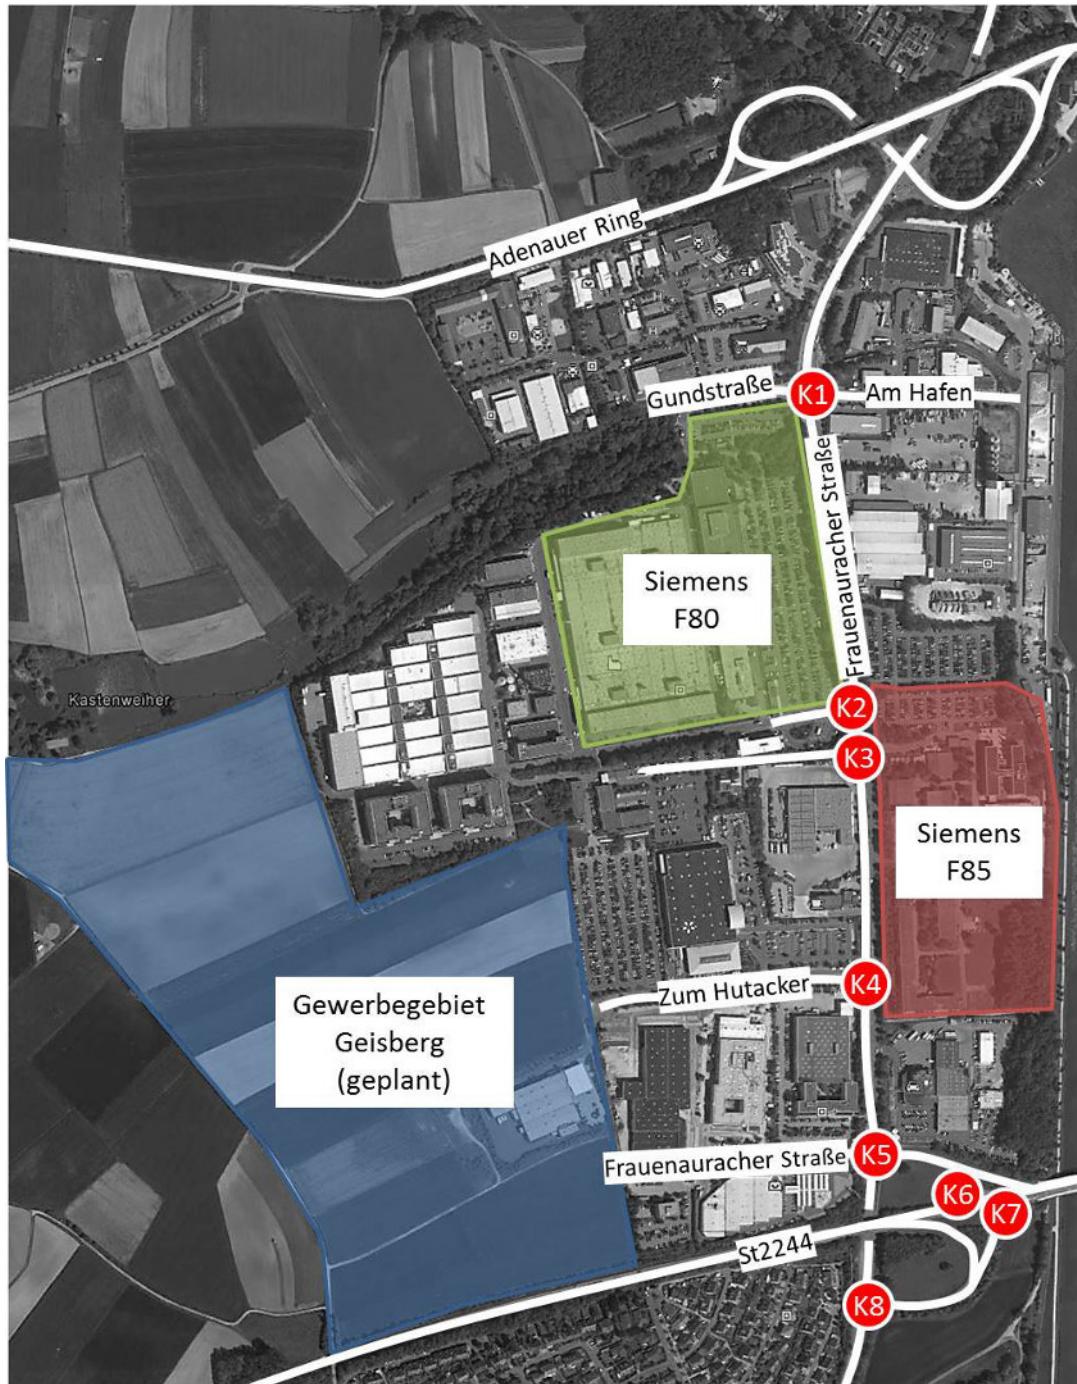 Adenauer Ring
Gundstraße
K1
Am Hafen
Frauenauracher Straße
Siemens
F80
Kastenweiher
K2
K3
Siemens
F85
K4
Zum Hutacker
Gewerbegebiet
Geisberg
(geplant)
K5
Frauenauracher Straße
K6
K7
St2244
K8